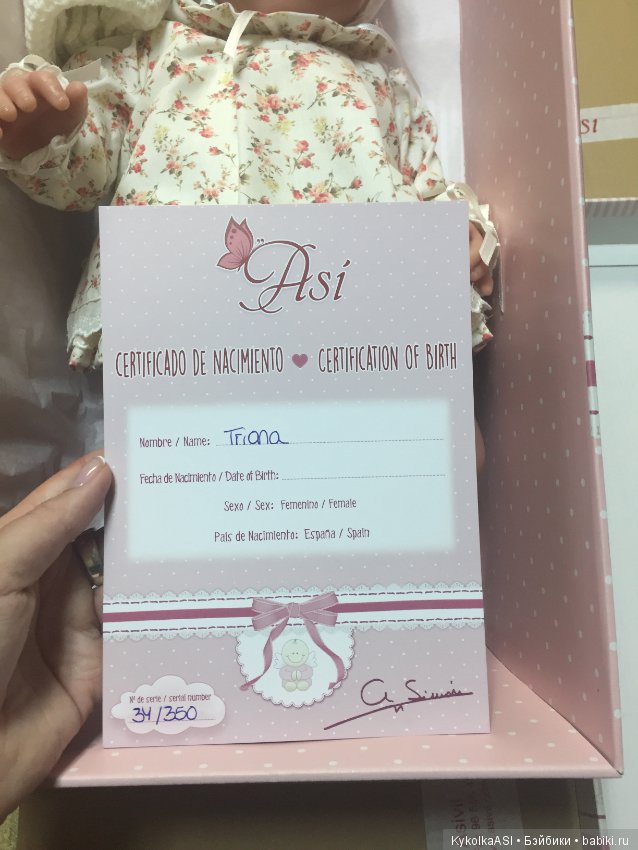 Así
CERTIFICADO DE NACIMIENTO ♥ CERTIFICATION OF BIRTH
Nombre / Name: Triana
Fecha de Nacimiento / Date of Birth:
Sexo / Sex: Femenino / Female
País de Nacimiento: España / Spain
Nº de serie / serial number
34/350
KykolkaASI • Бэйбики • babiki.ru